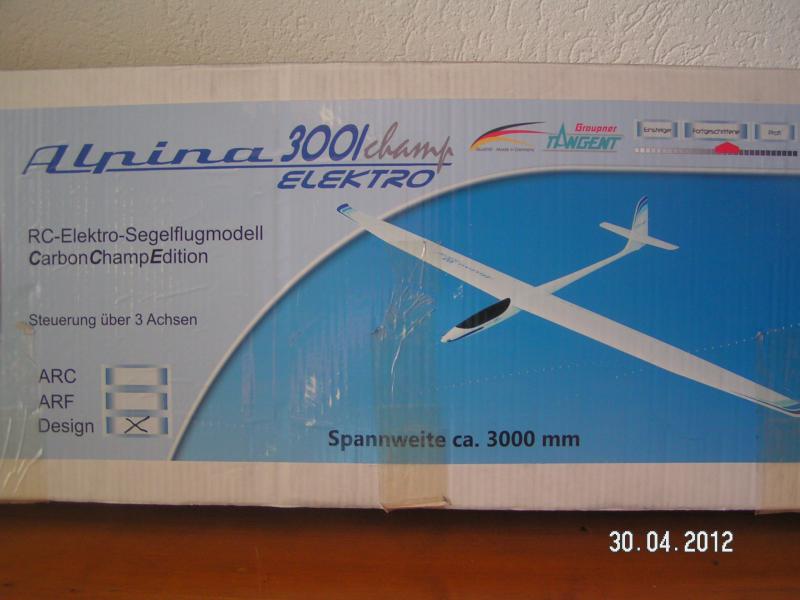 Alpina 3001 champ
ELEKTRO
Graupner
TANGENT
Einsteiger
Fortgeschrittene
Profi
RC-Elektro-Segelflugmodell
CarbonChampEdition
Steuerung über 3 Achsen
ARC
ARF
Design
Spannweite ca. 3000 mm
30.04.2012